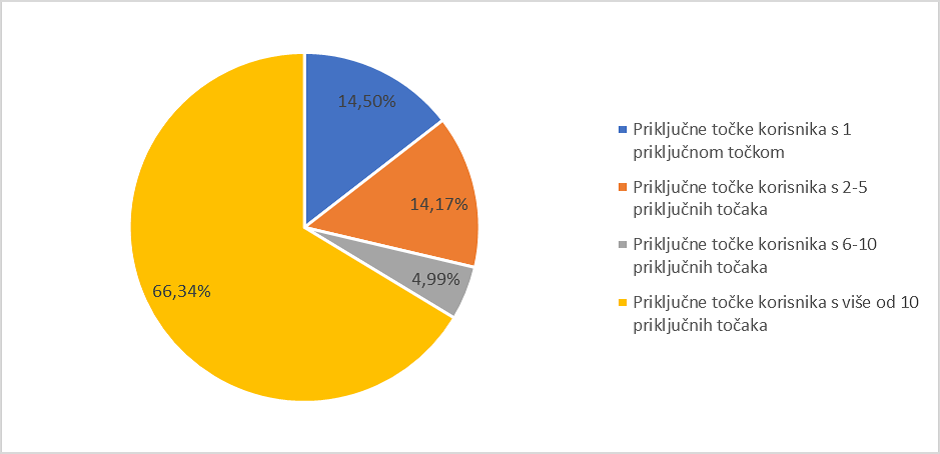 14,50%
14,17%
4,99%
66,34%
Priključne točke korisnika s 1
priključnom točkom
Priključne točke korisnika s 2-5
priključnih točaka
Priključne točke korisnika s 6-10
priključnih točaka
Priključne točke korisnika s više od 10
priključnih točaka